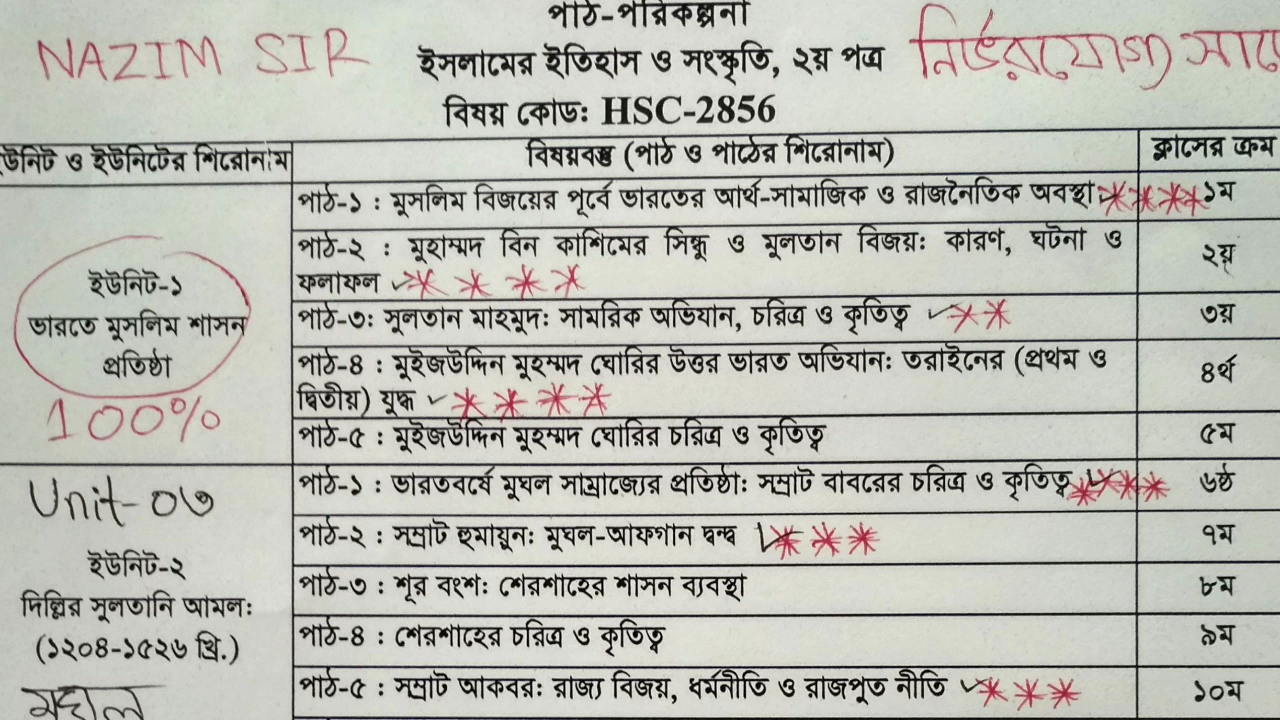 পাঠ-পরিকল্পনা
NAZIM SIR
ইসলামের ইতিহাস ও সংস্কৃতি, ২য় পত্র
নির্ভরযোগ্য সাজে
বিষয় কোড: HSC-2856
ইউনিট ও ইউনিটের শিরোনাম
বিষয়বস্তু (পাঠ ও পাঠের শিরোনাম)
ক্লাসের ক্রম
ইউনিট-১
ভারতে মুসলিম শাসন
প্রতিষ্ঠা
100%
পাঠ-১ : মুসলিম বিজয়ের পূর্বে ভারতের আর্থ-সামাজিক ও রাজনৈতিক অবস্থা
১ম
পাঠ-২ : মুহাম্মদ বিন কাশিমের সিন্ধু ও মুলতান বিজয়: কারণ, ঘটনা ও
ফলাফল
২য়
পাঠ-৩: সুলতান মাহমুদ: সামরিক অভিযান, চরিত্র ও কৃতিত্ব
৩য়
পাঠ-৪ : মুইজউদ্দিন মুহম্মদ ঘোরির উত্তর ভারত অভিযান: তরাইনের (প্রথম ও
দ্বিতীয়) যুদ্ধ
৪র্থ
পাঠ-৫ : মুইজউদ্দিন মুহম্মদ ঘোরির চরিত্র ও কৃতিত্ব
৫ম
Unit-০৩
ইউনিট-২
দিল্লির সুলতানি আমল:
(১২০৪-১৫২৬ খ্রি.)
পাঠ-১ : ভারতবর্ষে মুঘল সাম্রাজ্যের প্রতিষ্ঠা: সম্রাট বাবরের চরিত্র ও কৃতিত্ব
৬ষ্ঠ
পাঠ-২ : সম্রাট হুমায়ুন: মুঘল-আফগান দ্বন্দ্ব
৭ম
পাঠ-৩ : শূর বংশ: শেরশাহের শাসন ব্যবস্থা
৮ম
পাঠ-৪ : শেরশাহের চরিত্র ও কৃতিত্ব
৯ম
পাঠ-৫ : সম্রাট আকবর: রাজ্য বিজয়, ধর্মনীতি ও রাজপুত নীতি
১০ম